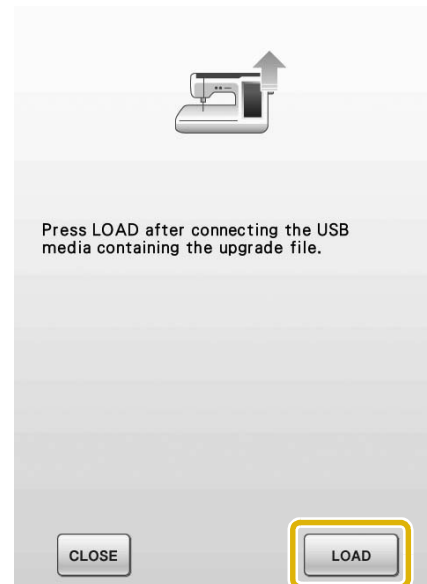 Press LOAD after connecting the USB
media containing the upgrade file.
CLOSE
LOAD